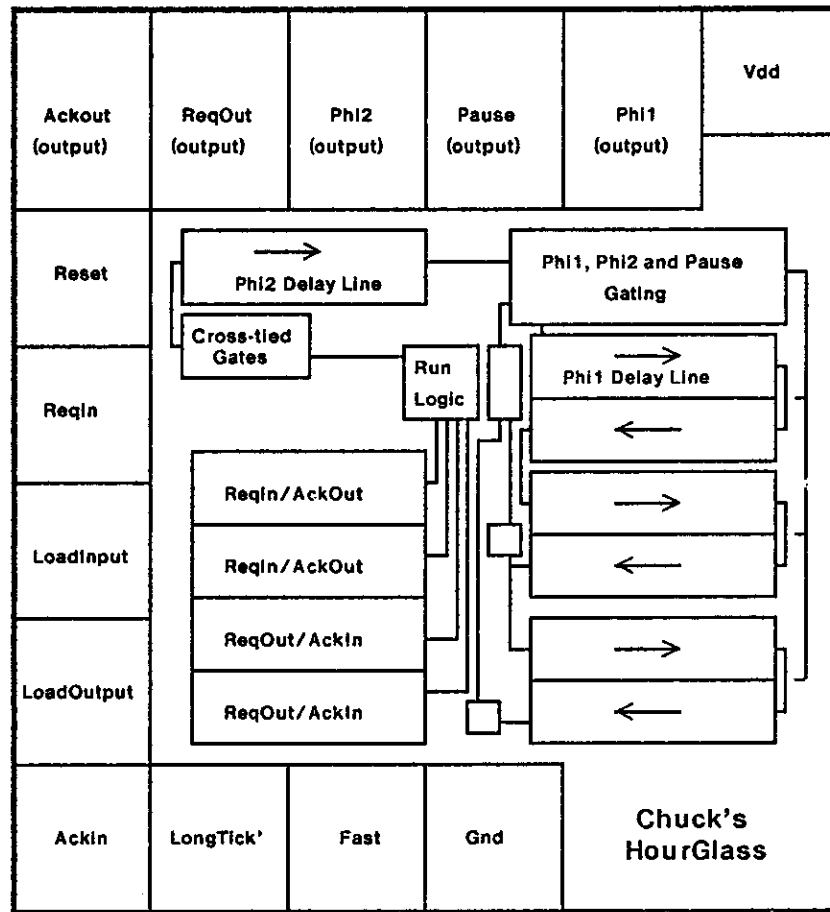 Ackout
(output)
ReqOut
(output)
Phi2
(output)
Pause
(output)
Phi1
(output)
Vdd
Reset
ReqIn
LoadInput
LoadOutput
Phi2 Delay Line
Cross-tied
Gates
Run
Logic
Phi1, Phi2 and Pause
Gating
Phi1 Delay Line
ReqIn/AckOut
ReqIn/AckOut
ReqOut/AckIn
ReqOut/AckIn
AckIn
LongTick'
Fast
Gnd
Chuck's
HourGlass